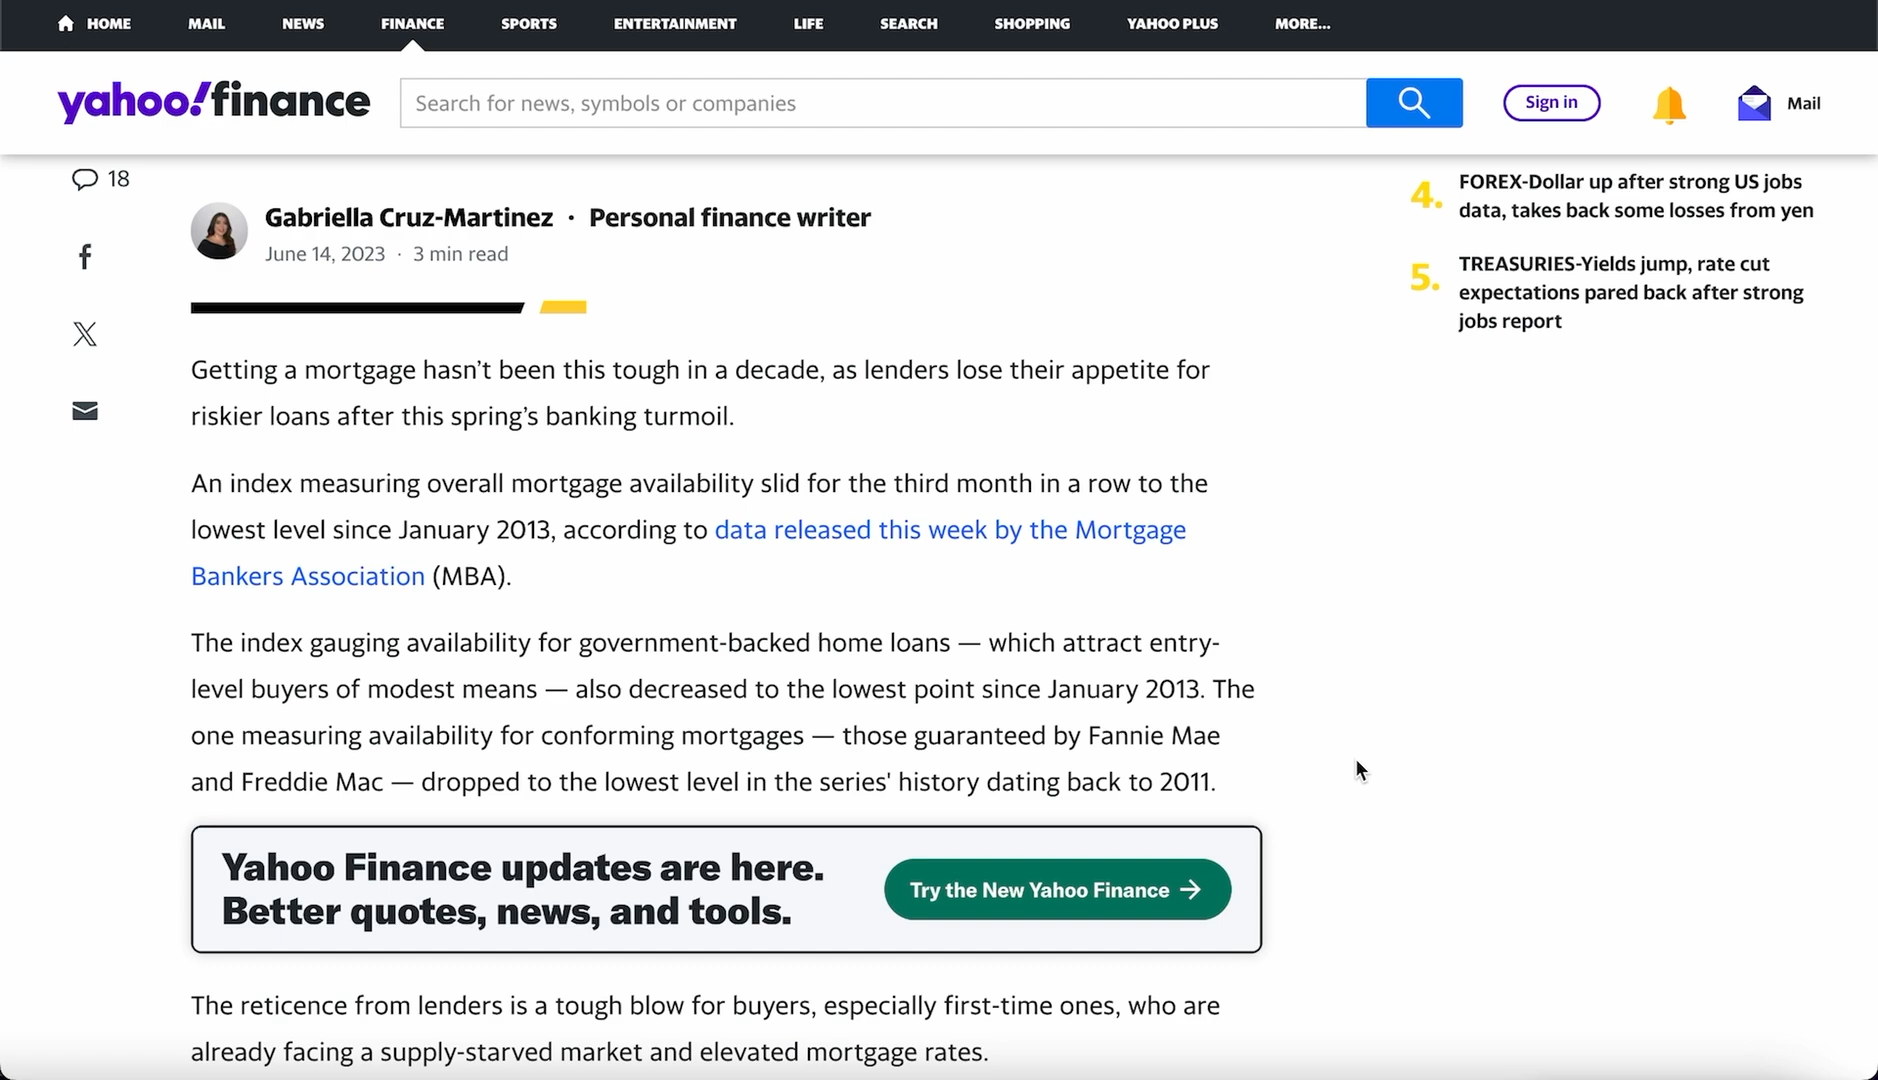 HOME MAIL NEWS FINANCE SPORTS ENTERTAINMENT LIFE SEARCH SHOPPING YAHOO PLUS MORE...
yahoo!finance Search for news, symbols or companies Sign in Mail
18
Gabriella Cruz-Martinez · Personal finance writer
June 14, 2023 · 3 min read
Getting a mortgage hasn’t been this tough in a decade, as lenders lose their appetite for
riskier loans after this spring’s banking turmoil.
An index measuring overall mortgage availability slid for the third month in a row to the
lowest level since January 2013, according to data released this week by the Mortgage
Bankers Association (MBA).
The index gauging availability for government-backed home loans — which attract entry-
level buyers of modest means — also decreased to the lowest point since January 2013. The
one measuring availability for conforming mortgages — those guaranteed by Fannie Mae
and Freddie Mac — dropped to the lowest level in the series' history dating back to 2011.
Yahoo Finance updates are here.
Better quotes, news, and tools.
Try the New Yahoo Finance
The reticence from lenders is a tough blow for buyers, especially first-time ones, who are
already facing a supply-starved market and elevated mortgage rates.
4. FOREX-Dollar up after strong US jobs
data, takes back some losses from yen
5. TREASURIES-Yields jump, rate cut
expectations pared back after strong
jobs report